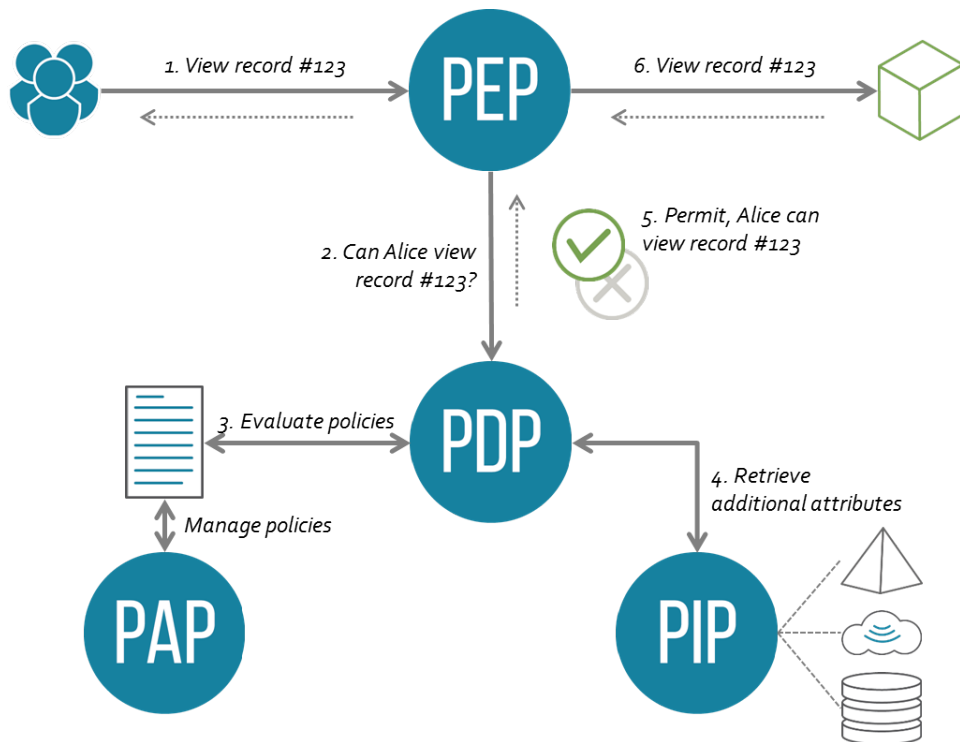 1. View record #123
PEP
6. View record #123
2. Can Alice view
record #123?
5. Permit, Alice can
view record #123
3. Evaluate policies
PDP
4. Retrieve
additional attributes
Manage policies
PAP
PIP